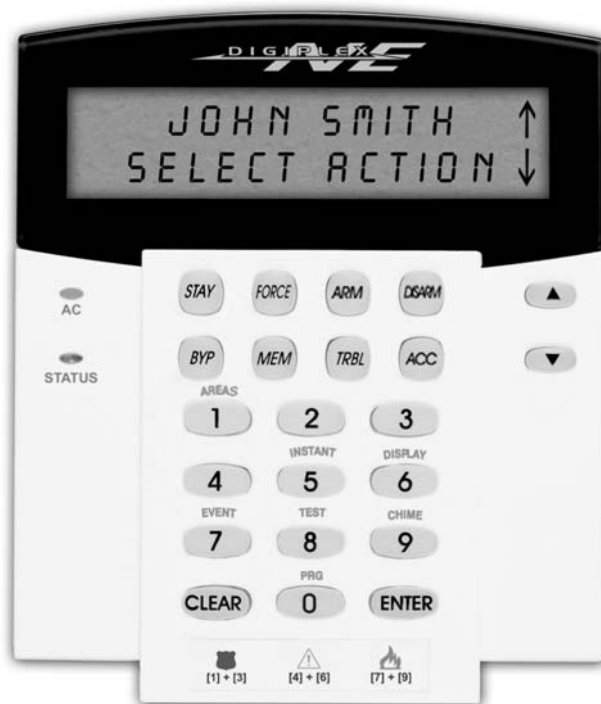 DIGIPLEX NE
JOHN SMITH ↑
SELECT ACTION ↓
STAY FORCE ARM DISARM ▲
AC
BYP MEM TRBL ACC ▼
STATUS
AREAS
1 2 3
INSTANT DISPLAY
4 5 6
EVENT TEST CHIME
7 8 9
PRG
CLEAR 0 ENTER
[1] + [3] [4] + [6] [7] + [9]